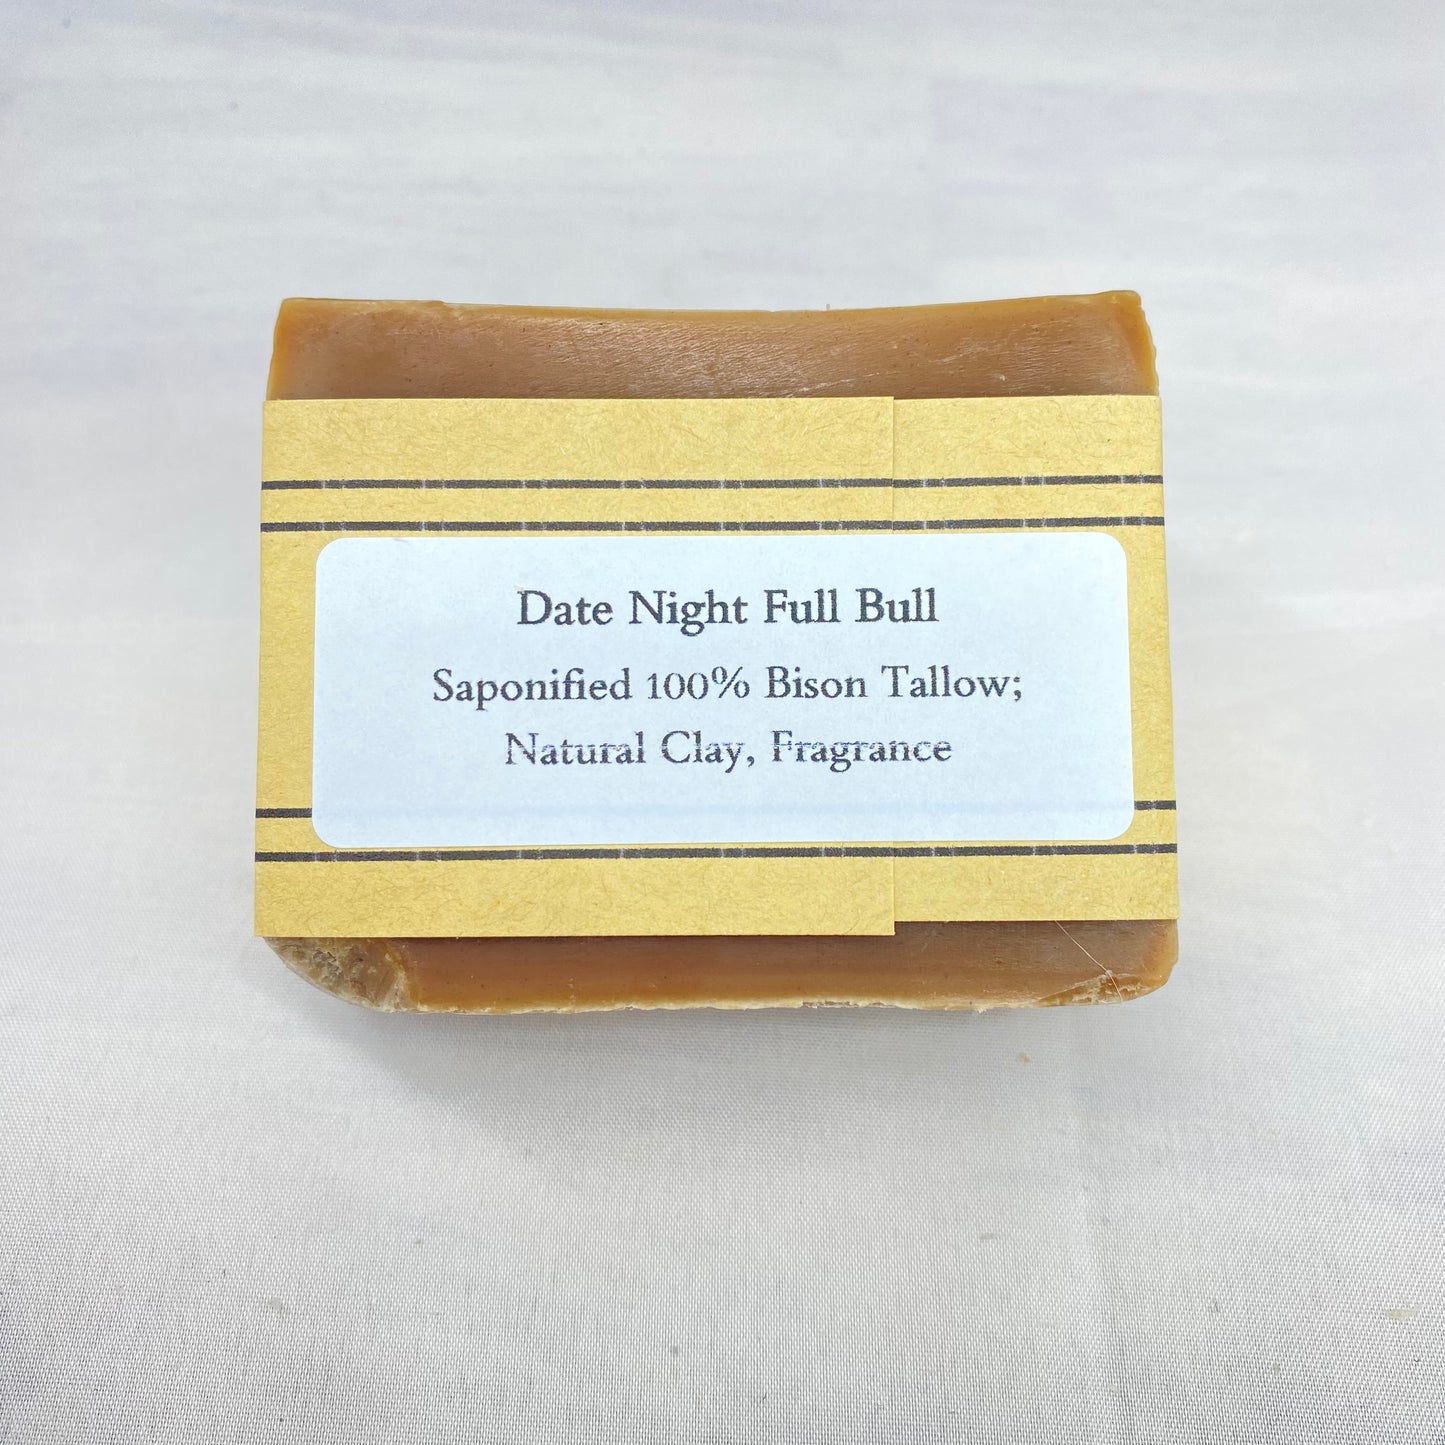 Date Night Full Bull
Saponified 100% Bison Tallow;
Natural Clay, Fragrance